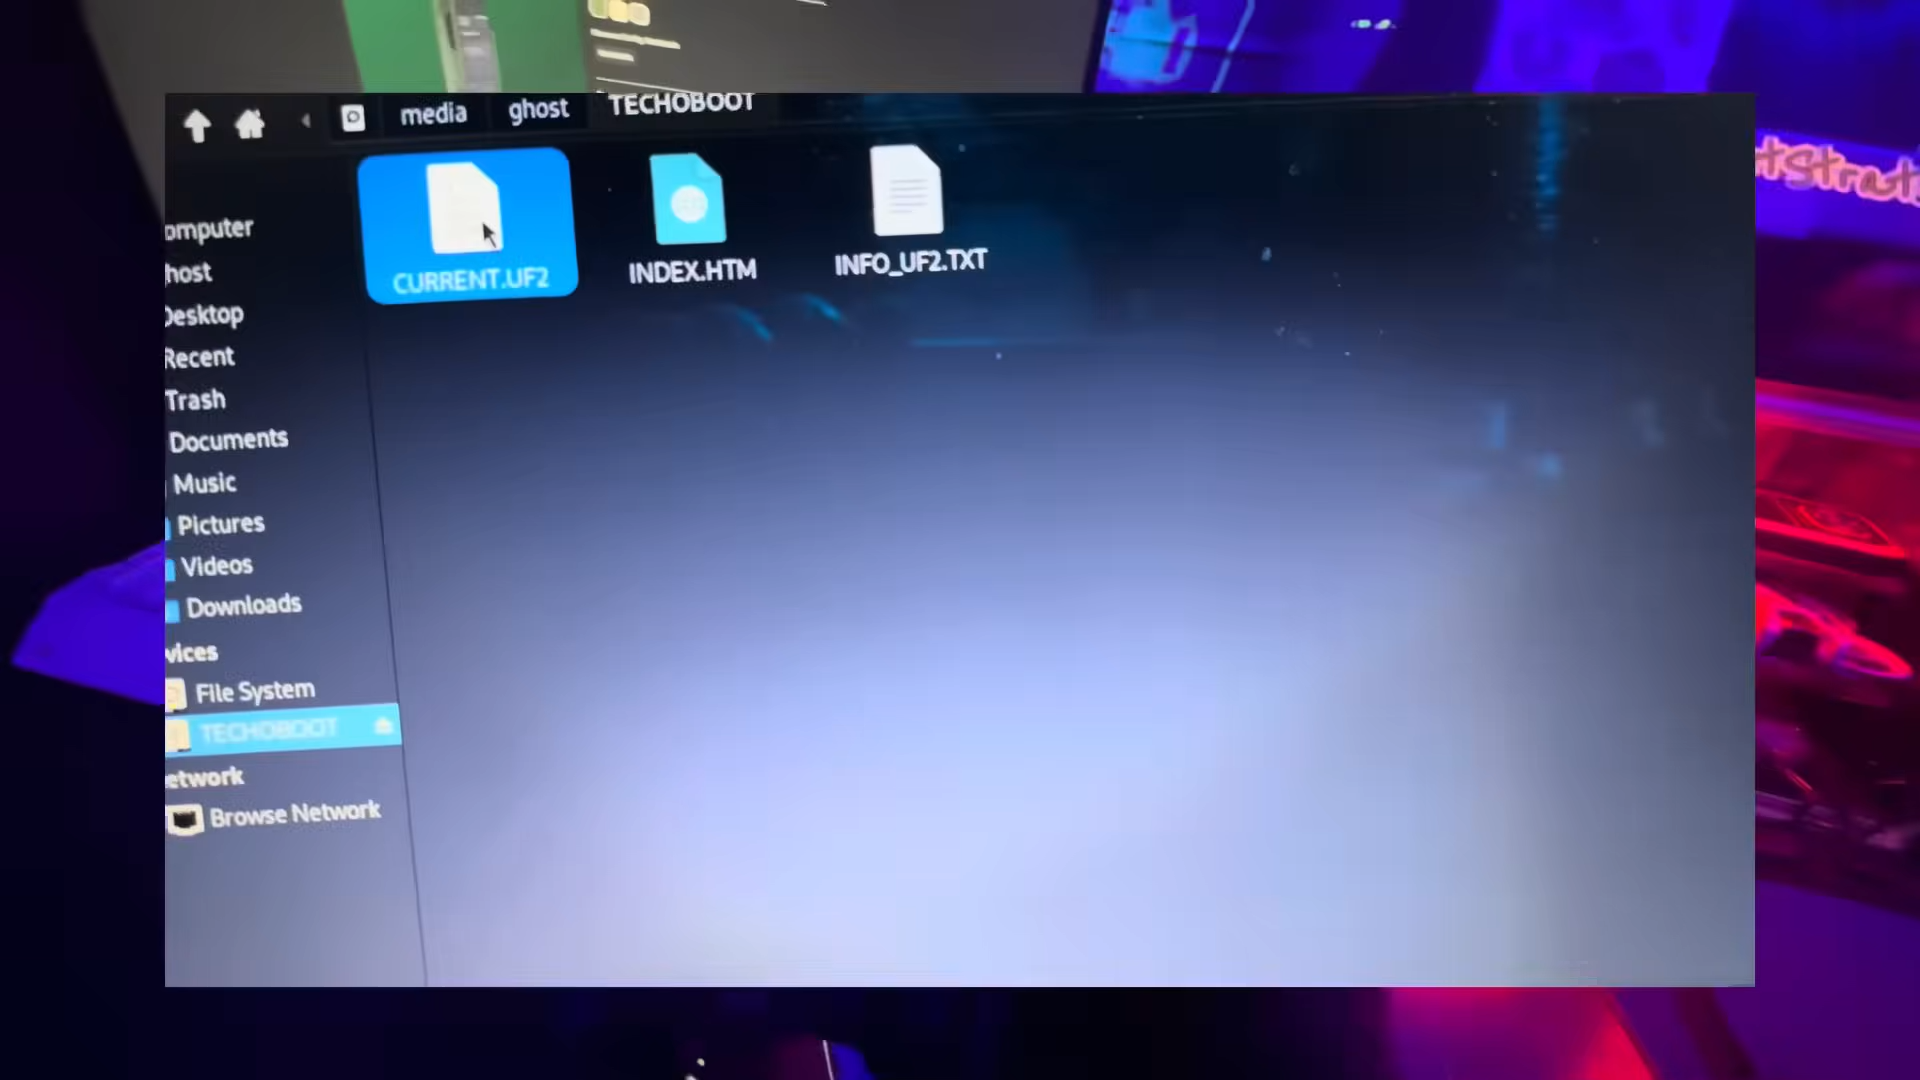 media ghost TECHOBOOT
CURRENT.UF2 INDEX.HTM INFO_UF2.TXT
omputer
host
Desktop
Recent
Trash
Documents
Music
Pictures
Videos
Downloads
vices
File System
TECHOBOOT
etwork
Browse Network
tStrat